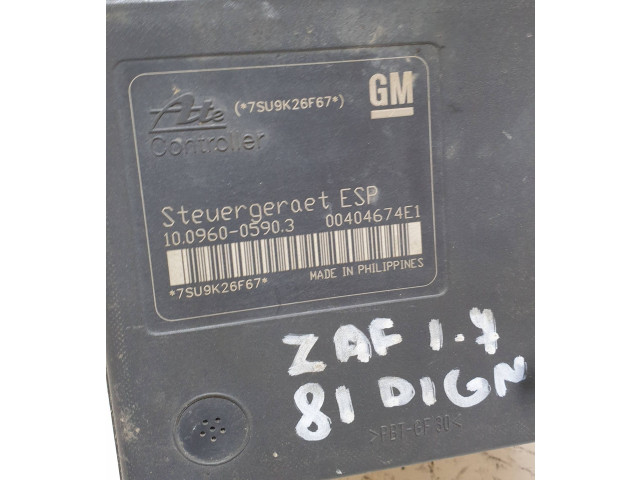 Ate
(*7SU9K26F67*)
GM
Controller
Steuergeraet ESP
10.0960-0590.3 00404674E1
*7SU9K26F67*
MADE IN PHILIPPINES
ZAF 1.7
81 DIGN
>PET-GF30<